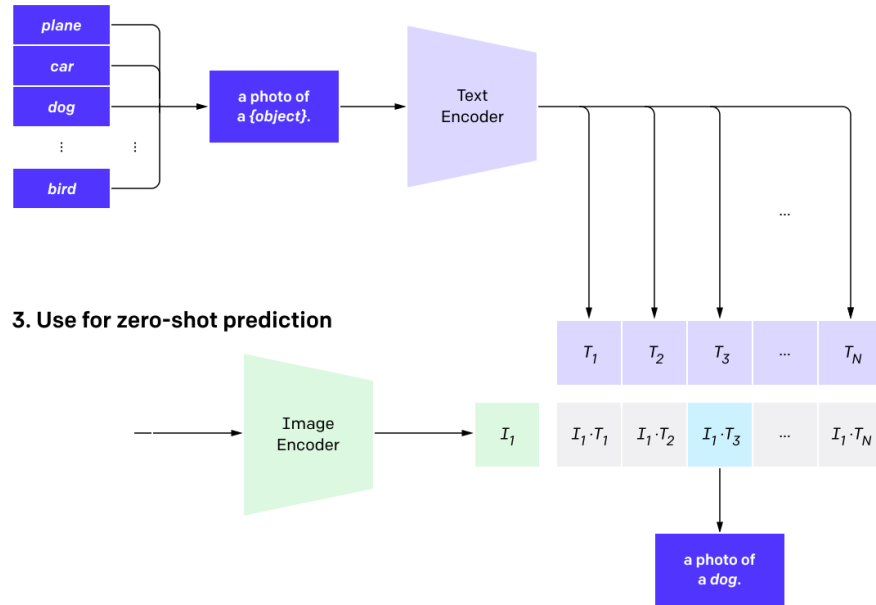 plane
car
dog
⋮ ⋮
bird
a photo of
a {object}.
Text
Encoder
...
3. Use for zero-shot prediction
T1 T2 T3 ... TN
Image
Encoder
I1
I1·T1 I1·T2 I1·T3 ... I1·TN
a photo of
a dog.